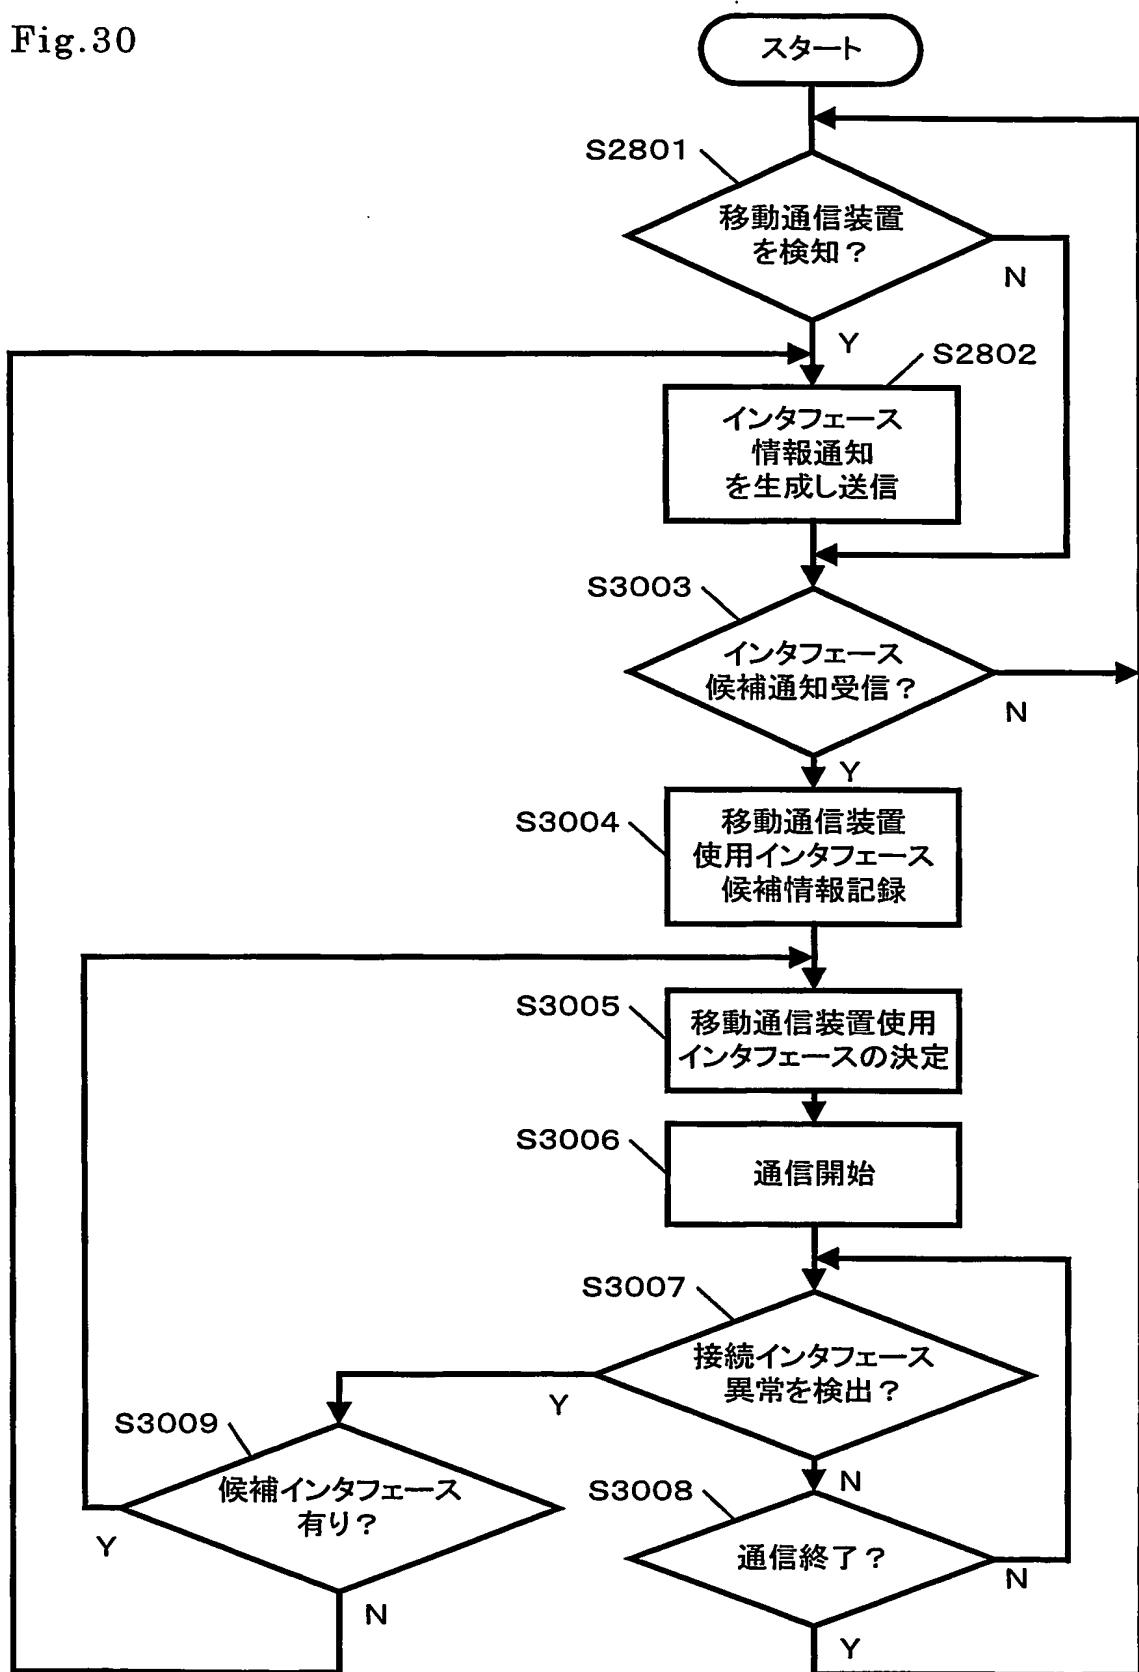 Fig.30
スタート
S2801
移動通信装置
を検知？
N
Y
S2802
インタフェース
情報通知
を生成し送信
S3003
インタフェース
候補通知受信？
N
Y
S3004
移動通信装置
使用インタフェース
候補情報記録
S3005
移動通信装置使用
インタフェースの決定
S3006
通信開始
S3007
接続インタフェース
異常を検出？
Y
N
S3009
候補インタフェース
有り？
Y
N
S3008
通信終了？
N
Y